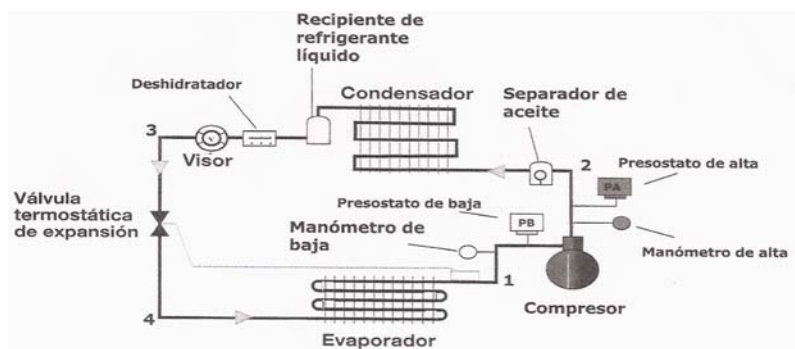 Recipiente
de refrigerante
líquido
Deshidratador
Condensador
Separador de
aceite
3
Visor
2
Presostato de alta
PA
Válvula
termostática
de expansión
Presostato de baja
PB
Manómetro de
baja
Manómetro de alta
1
Compresor
4
Evaporador